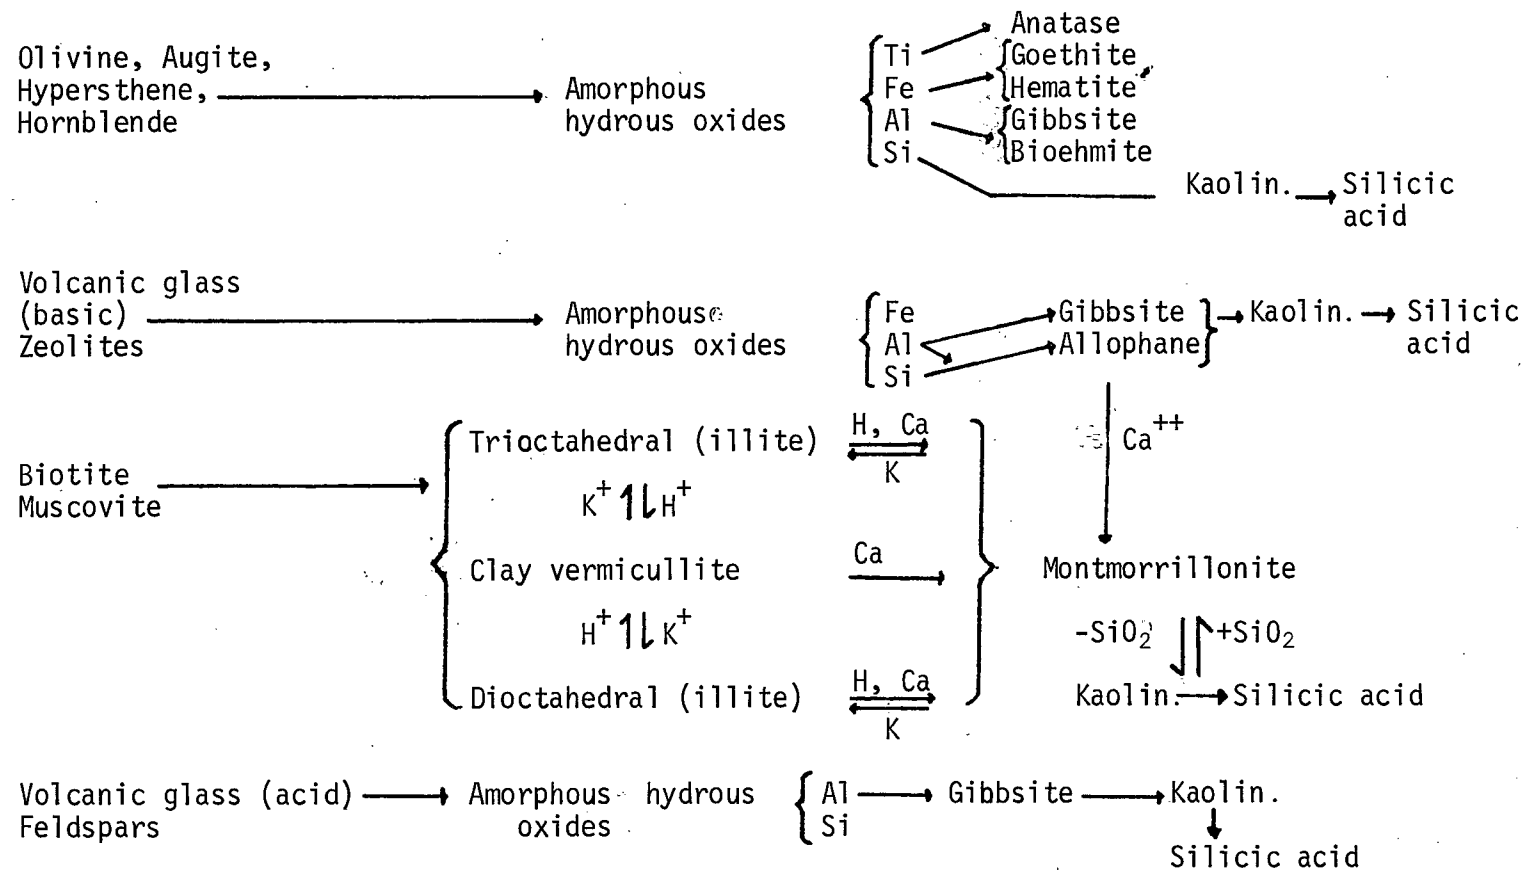 Olivine, Augite,
Hypersthene,
Hornblende
Amorphous
hydrous oxides
Ti
Fe
Al
Si
Anatase
Goethite
Hematite
Gibbsite
Bioehmite
Kaolin.
Silicic
acid
Volcanic glass
(basic)
Zeolites
Amorphous
hydrous oxides
Fe
Al
Si
Gibbsite
Allophane
Kaolin.
Silicic
acid
Ca++
Biotite
Muscovite
Trioctahedral (illite)
H, Ca
K
K+ H+
Clay vermicullite
Ca
H+ K+
Dioctahedral (illite)
H, Ca
K
Montmorrillonite
-SiO2 +SiO2
Kaolin. Silicic acid
Volcanic glass (acid)
Feldspars
Amorphous hydrous
oxides
Al
Si
Gibbsite
Kaolin.
Silicic acid